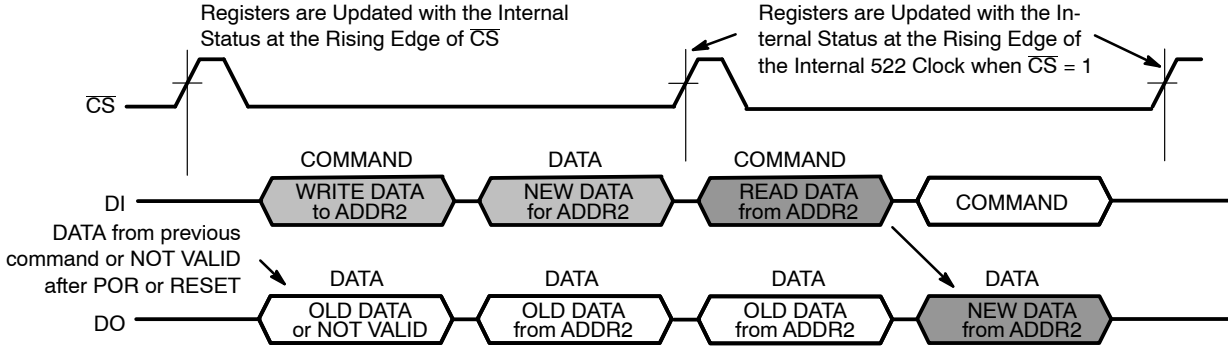 Registers are Updated with the Internal
Status at the Rising Edge of C̅S̅
Registers are Updated with the In-
ternal Status at the Rising Edge of
the Internal 522 Clock when C̅S̅ = 1
C̅S̅
COMMAND
DATA
COMMAND
DI
WRITE DATA
to ADDR2
NEW DATA
for ADDR2
READ DATA
from ADDR2
COMMAND
DATA from previous
command or NOT VALID
after POR or RESET
DATA
DATA
DATA
DATA
DO
OLD DATA
or NOT VALID
OLD DATA
from ADDR2
OLD DATA
from ADDR2
NEW DATA
from ADDR2